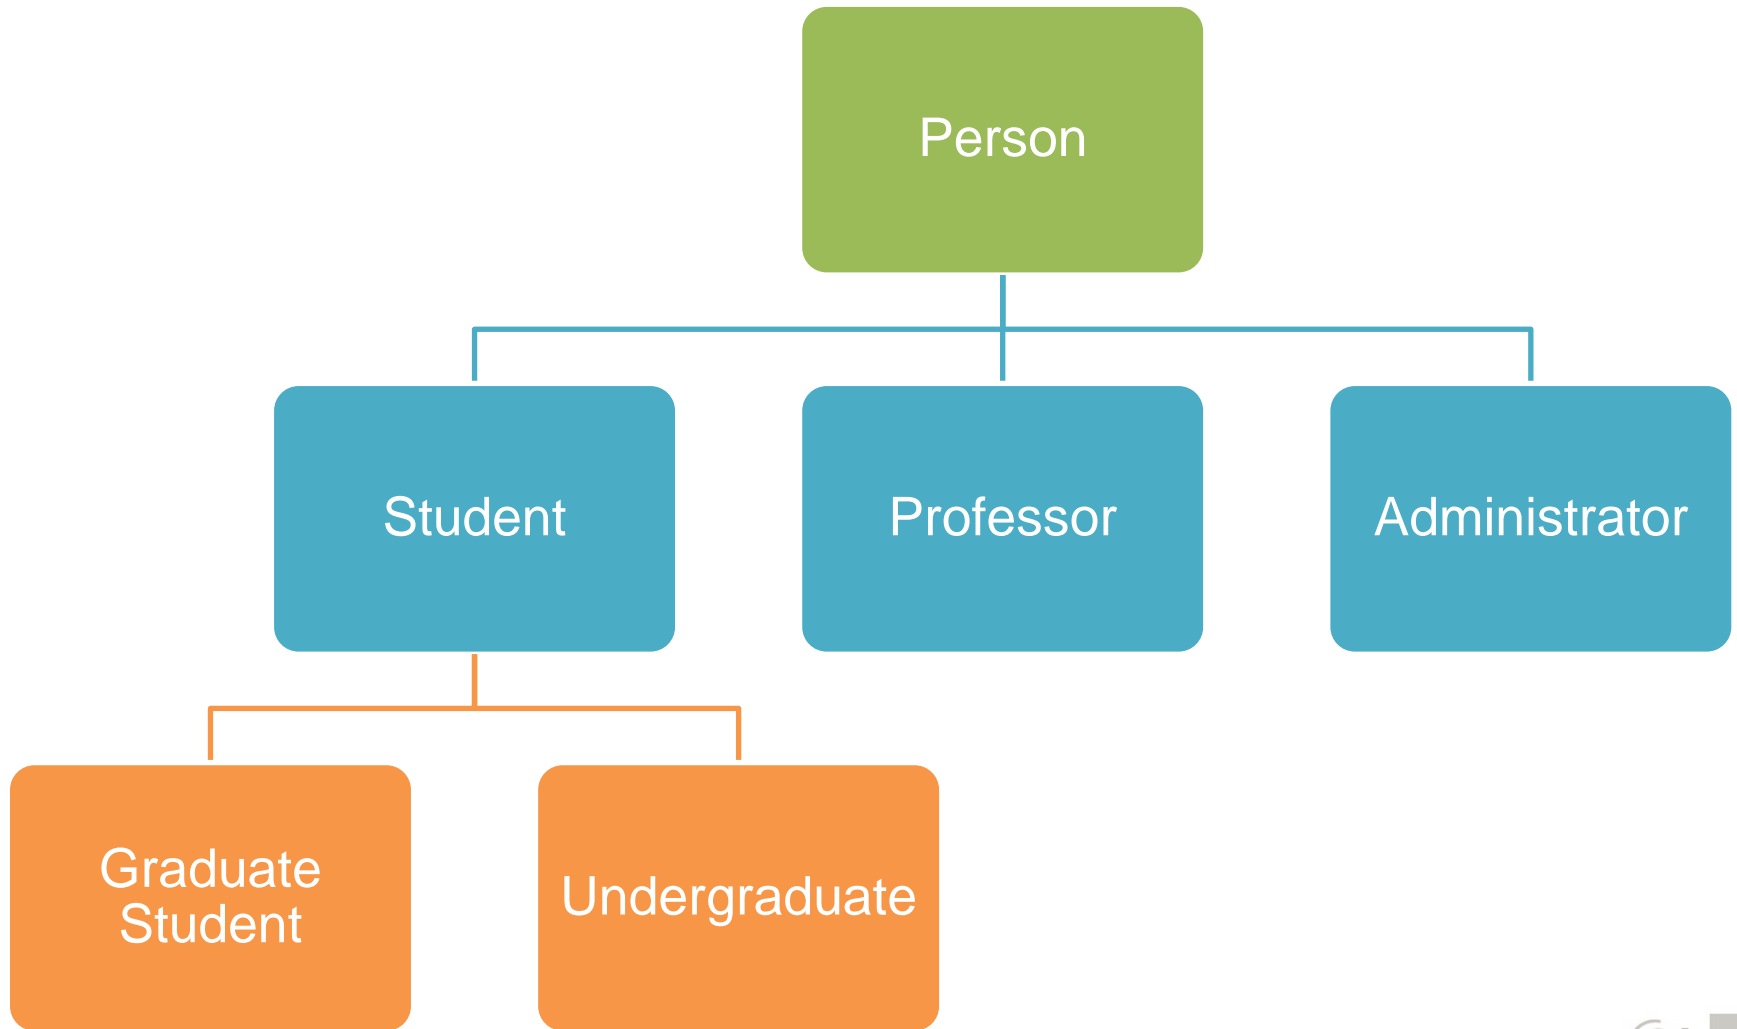 Person
Student
Professor
Administrator
Graduate
Student
Undergraduate